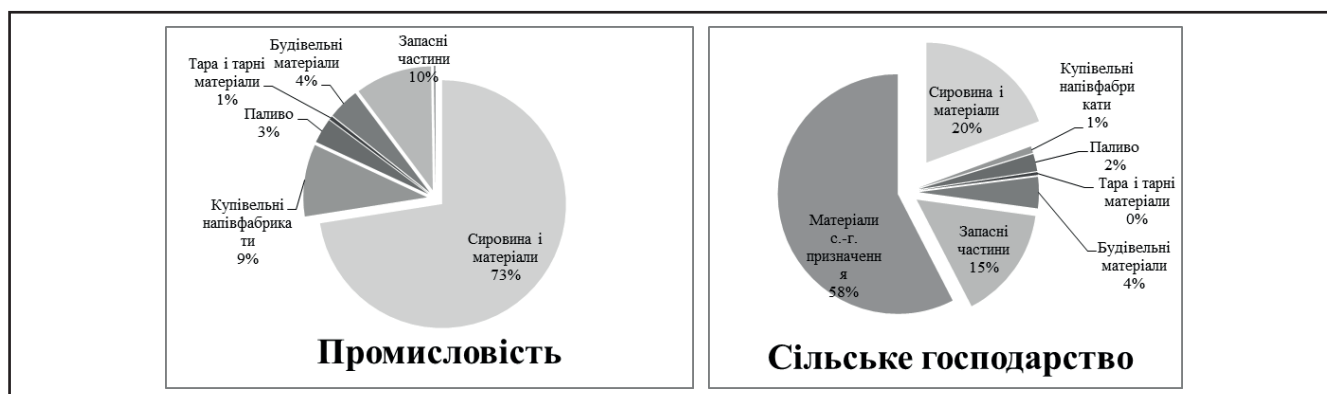 Запасні
частини
10%
Будівельні
матеріали
4%
Тара і тарні
матеріали
1%
Паливо
3%
Купівельні
напівфабрика
ти
9%
Сировина і
матеріали
73%
Промисловість
Сировина і
матеріали
20%
Купівельні
напівфабри
кати
1%
Паливо
2%
Тара і тарні
матеріали
0%
Будівельні
матеріали
4%
Запасні
частини
15%
Матеріали
с.-г.
призначенн
я
58%
Сільське господарство